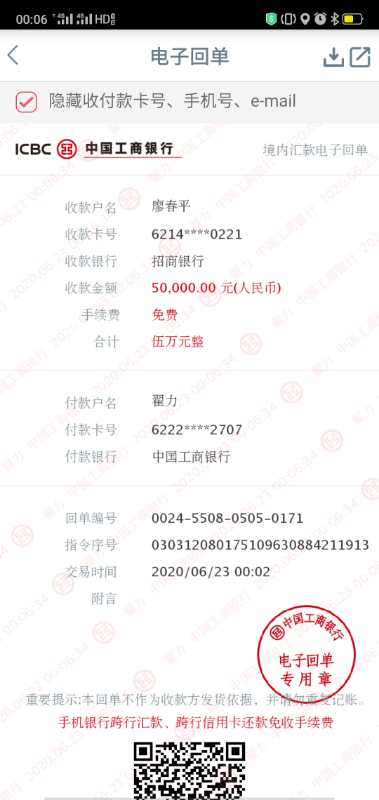 00:06 4G 4G HD
电子回单
隐藏收付款卡号、手机号、e-mail
ICBC 中国工商银行 境内汇款电子回单
收款户名 廖春平
收款卡号 6214****0221
收款银行 招商银行
收款金额 50,000.00 元(人民币)
手续费 免费
合计 伍万元整
付款户名 翟力
付款卡号 6222****2707
付款银行 中国工商银行
回单编号 0024-5508-0505-0171
指令序号 030312080175109630884211913
交易时间 2020/06/23 00:02
附言
中国工商银行
电子回单
专用章
重要提示:本回单不作为收款方发货依据，并请勿重复记账。
手机银行跨行汇款、跨行信用卡还款免收手续费